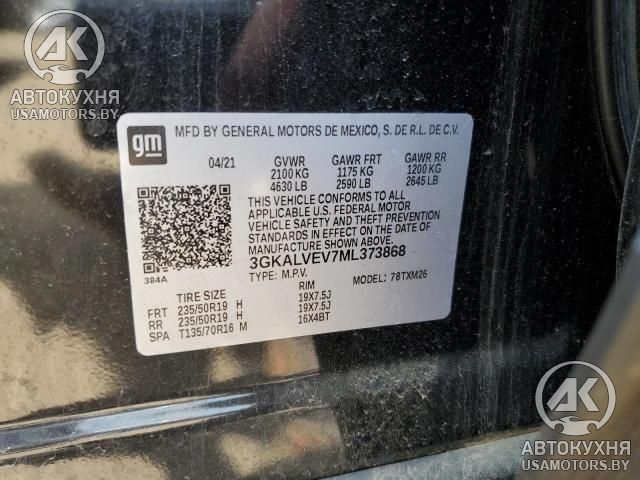 AK
АВТОКУХНЯ
USAMOTORS.BY
gm
MFD BY GENERAL MOTORS DE MEXICO, S. DE R.L. DE C.V.
04/21 GVWR GAWR FRT GAWR RR
2100 KG 1175 KG 1200 KG
4630 LB 2590 LB 2645 LB
THIS VEHICLE CONFORMS TO ALL
APPLICABLE U.S. FEDERAL MOTOR
VEHICLE SAFETY AND THEFT PREVENTION
STANDARDS IN EFFECT ON THE DATE OF
MANUFACTURE SHOWN ABOVE.
3GKALVEV7ML373868
384A
TYPE: M.P.V. MODEL: 78TXM26
TIRE SIZE RIM
FRT 235/50R19 H 19X7.5J
RR 235/50R19 H 19X7.5J
SPA T135/70R16 M 16X4BT
AK
АВТОКУХНЯ
USAMOTORS.BY